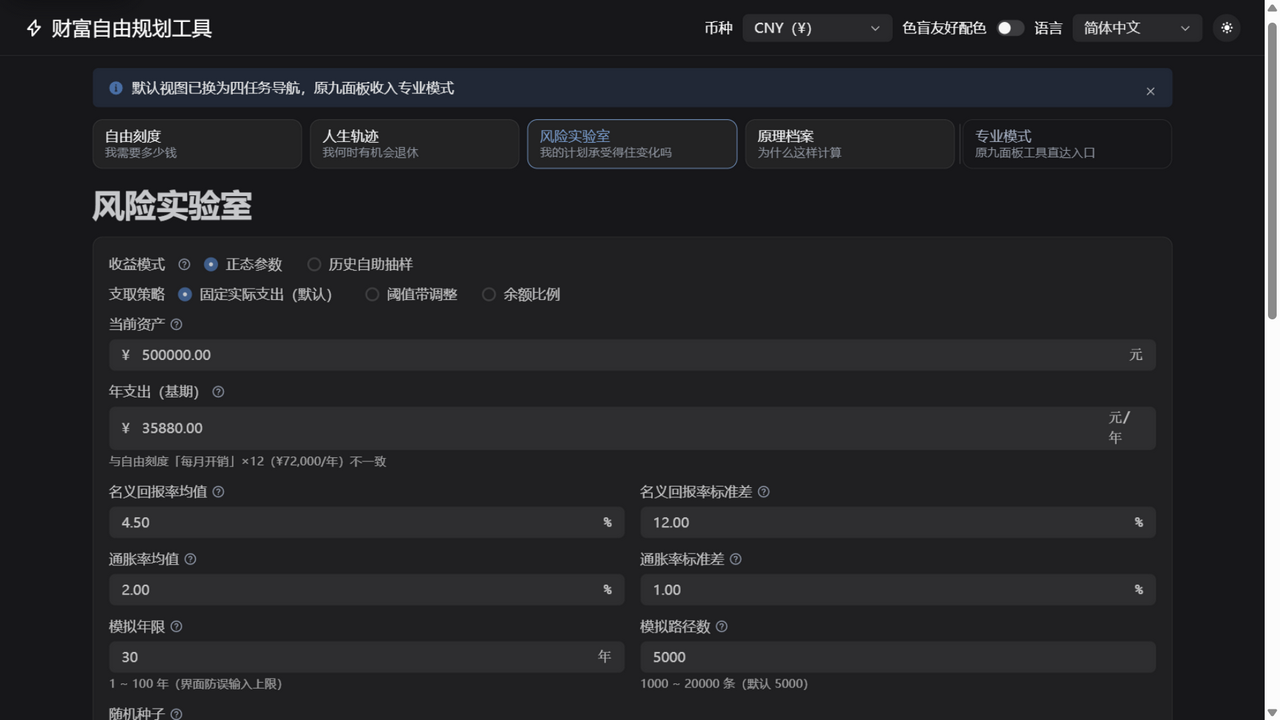 财富自由规划工具
币种 CNY (¥) 色盲友好配色 语言 简体中文
默认视图已换为四任务导航，原九面板收入专业模式
自由刻度
我需要多少钱
人生轨迹
我何时有机会退休
风险实验室
我的计划承受得住变化吗
原理档案
为什么这样计算
专业模式
原九面板工具直达入口
风险实验室
收益模式 正态参数 历史自助抽样
支取策略 固定实际支出（默认） 阈值带调整 余额比例
当前资产
¥ 500000.00 元
年支出（基期）
¥ 35880.00 元/
年
与自由刻度「每月开销」×12（¥72,000/年）不一致
名义回报率均值 名义回报率标准差
4.50 % 12.00 %
通胀率均值 通胀率标准差
2.00 % 1.00 %
模拟年限 模拟路径数
30 年 5000
1 ~ 100 年（界面防误输入上限） 1000 ~ 20000 条（默认 5000）
随机种子